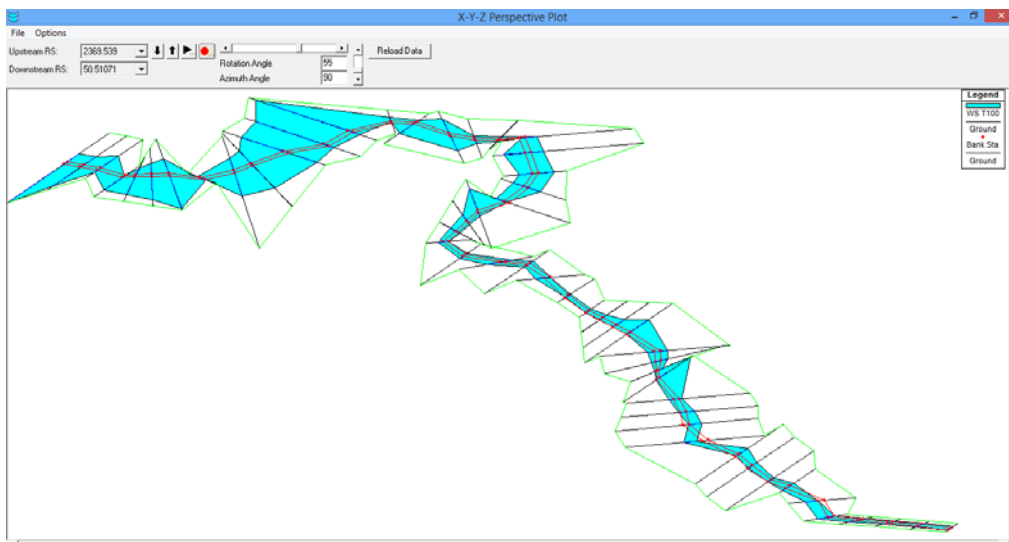 X-Y-Z Perspective Plot
File Options
Upstream RS: 2369.539
Downstream RS: 50.51071
Rotation Angle 55
Azimuth Angle 90
Reload Data
Legend
WS T100
Ground
Bank Sta
Ground